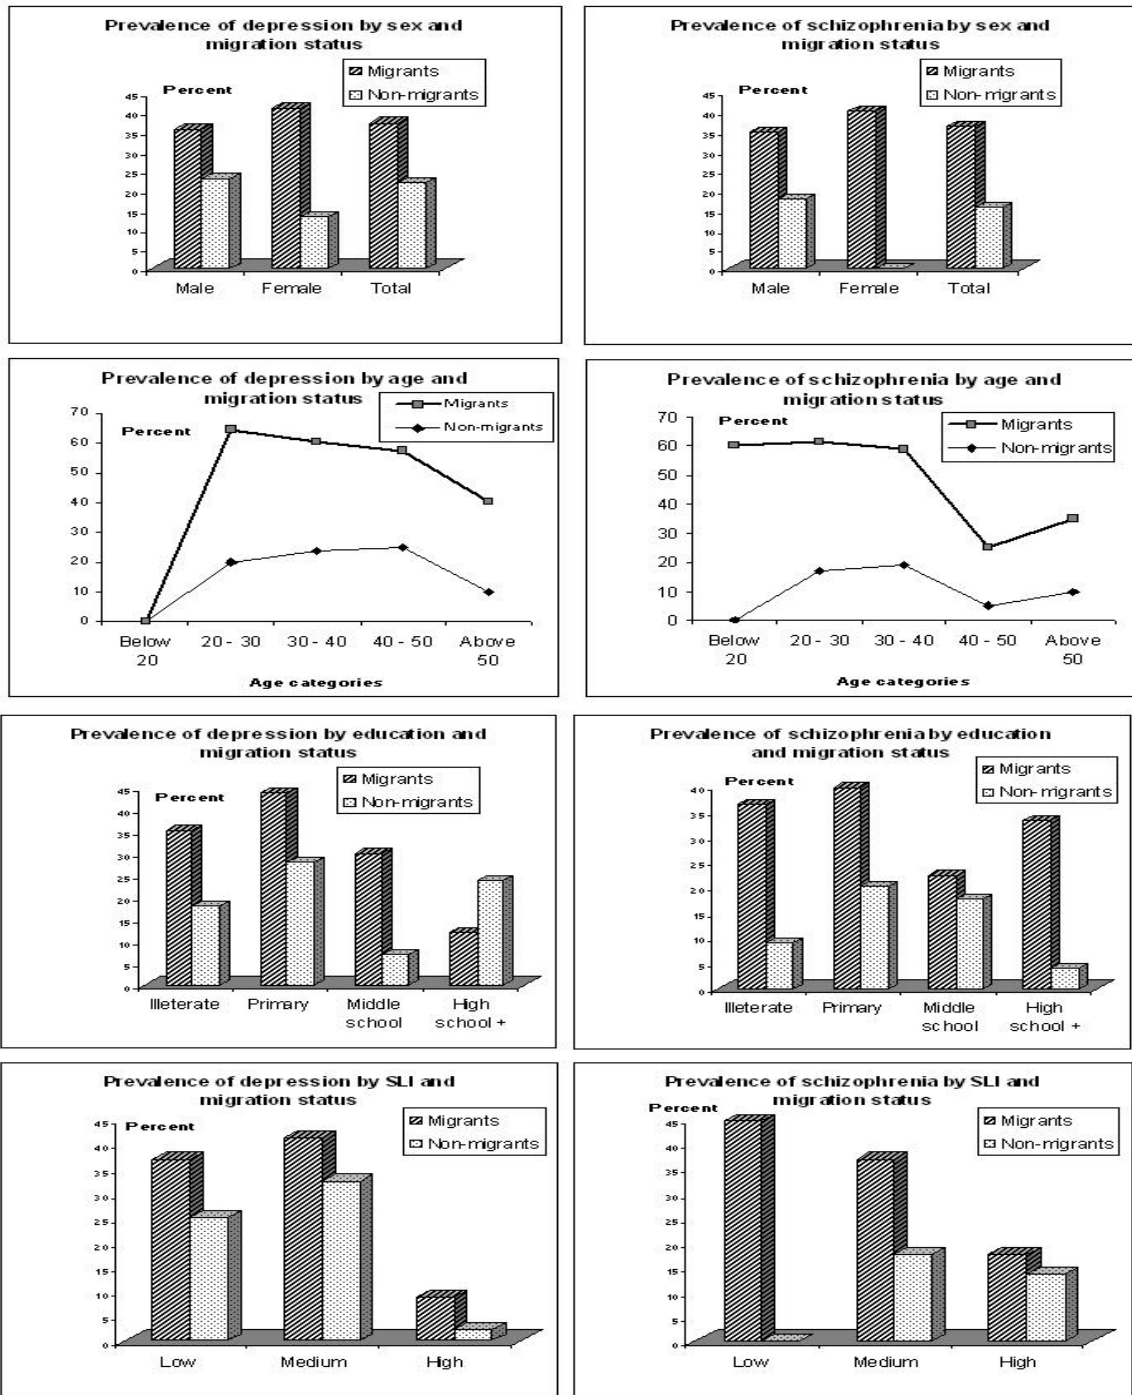 Prevalence of depression by sex and
migration status
Migrants
Non-migrants
Percent
45
40
35
30
25
20
15
10
5
0
Male Female Total
Prevalence of schizophrenia by sex and
migration status
Migrants
Non-migrants
Percent
45
40
35
30
25
20
15
10
5
0
Male Female Total
Prevalence of depression by age and
migration status
Migrants
Non-migrants
Percent
70
60
50
40
30
20
10
0
Below 20 - 30 30 - 40 40 - 50 Above
20 50
Age categories
Prevalence of schizophrenia by age and
migration status
Migrants
Non-migrants
Percent
70
60
50
40
30
20
10
0
Below 20 - 30 30 - 40 40 - 50 Above
20 50
Age categories
Prevalence of depression by education and
migration status
Migrants
Non-migrants
Percent
45
40
35
30
25
20
15
10
5
0
Illeterate Primary Middle High
school school +
Prevalence of schizophrenia by education
and migration status
Migrants
Non-migrants
Percent
40
35
30
25
20
15
10
5
0
Illeterate Primary Middle High
school school +
Prevalence of depression by SLI and
migration status
Migrants
Non-migrants
Percent
45
40
35
30
25
20
15
10
5
0
Low Medium High
Prevalence of schizophrenia by SLI and
migration status
Migrants
Non-migrants
Percent
45
40
35
30
25
20
15
10
5
0
Low Medium High